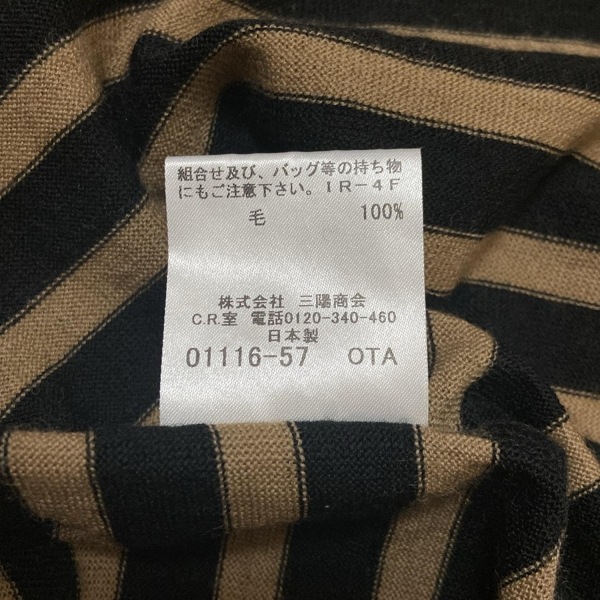 組合せ及び、バッグ等の持ち物
にもご注意下さい。IR-4F
毛 100%
株式会社 三陽商会
C.R.室 電話0120-340-460
日本製
01116-57 OTA